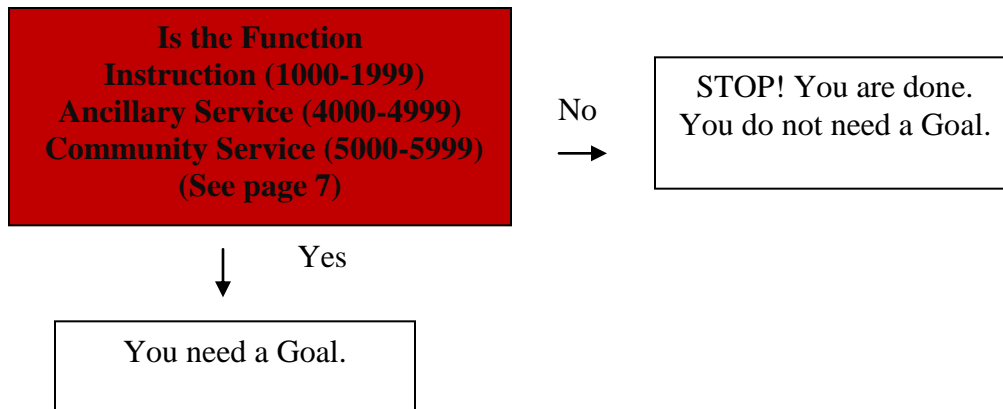 Is the Function
Instruction (1000-1999)
Ancillary Service (4000-4999)
Community Service (5000-5999)
(See page 7)
No
STOP! You are done.
You do not need a Goal.
Yes
You need a Goal.